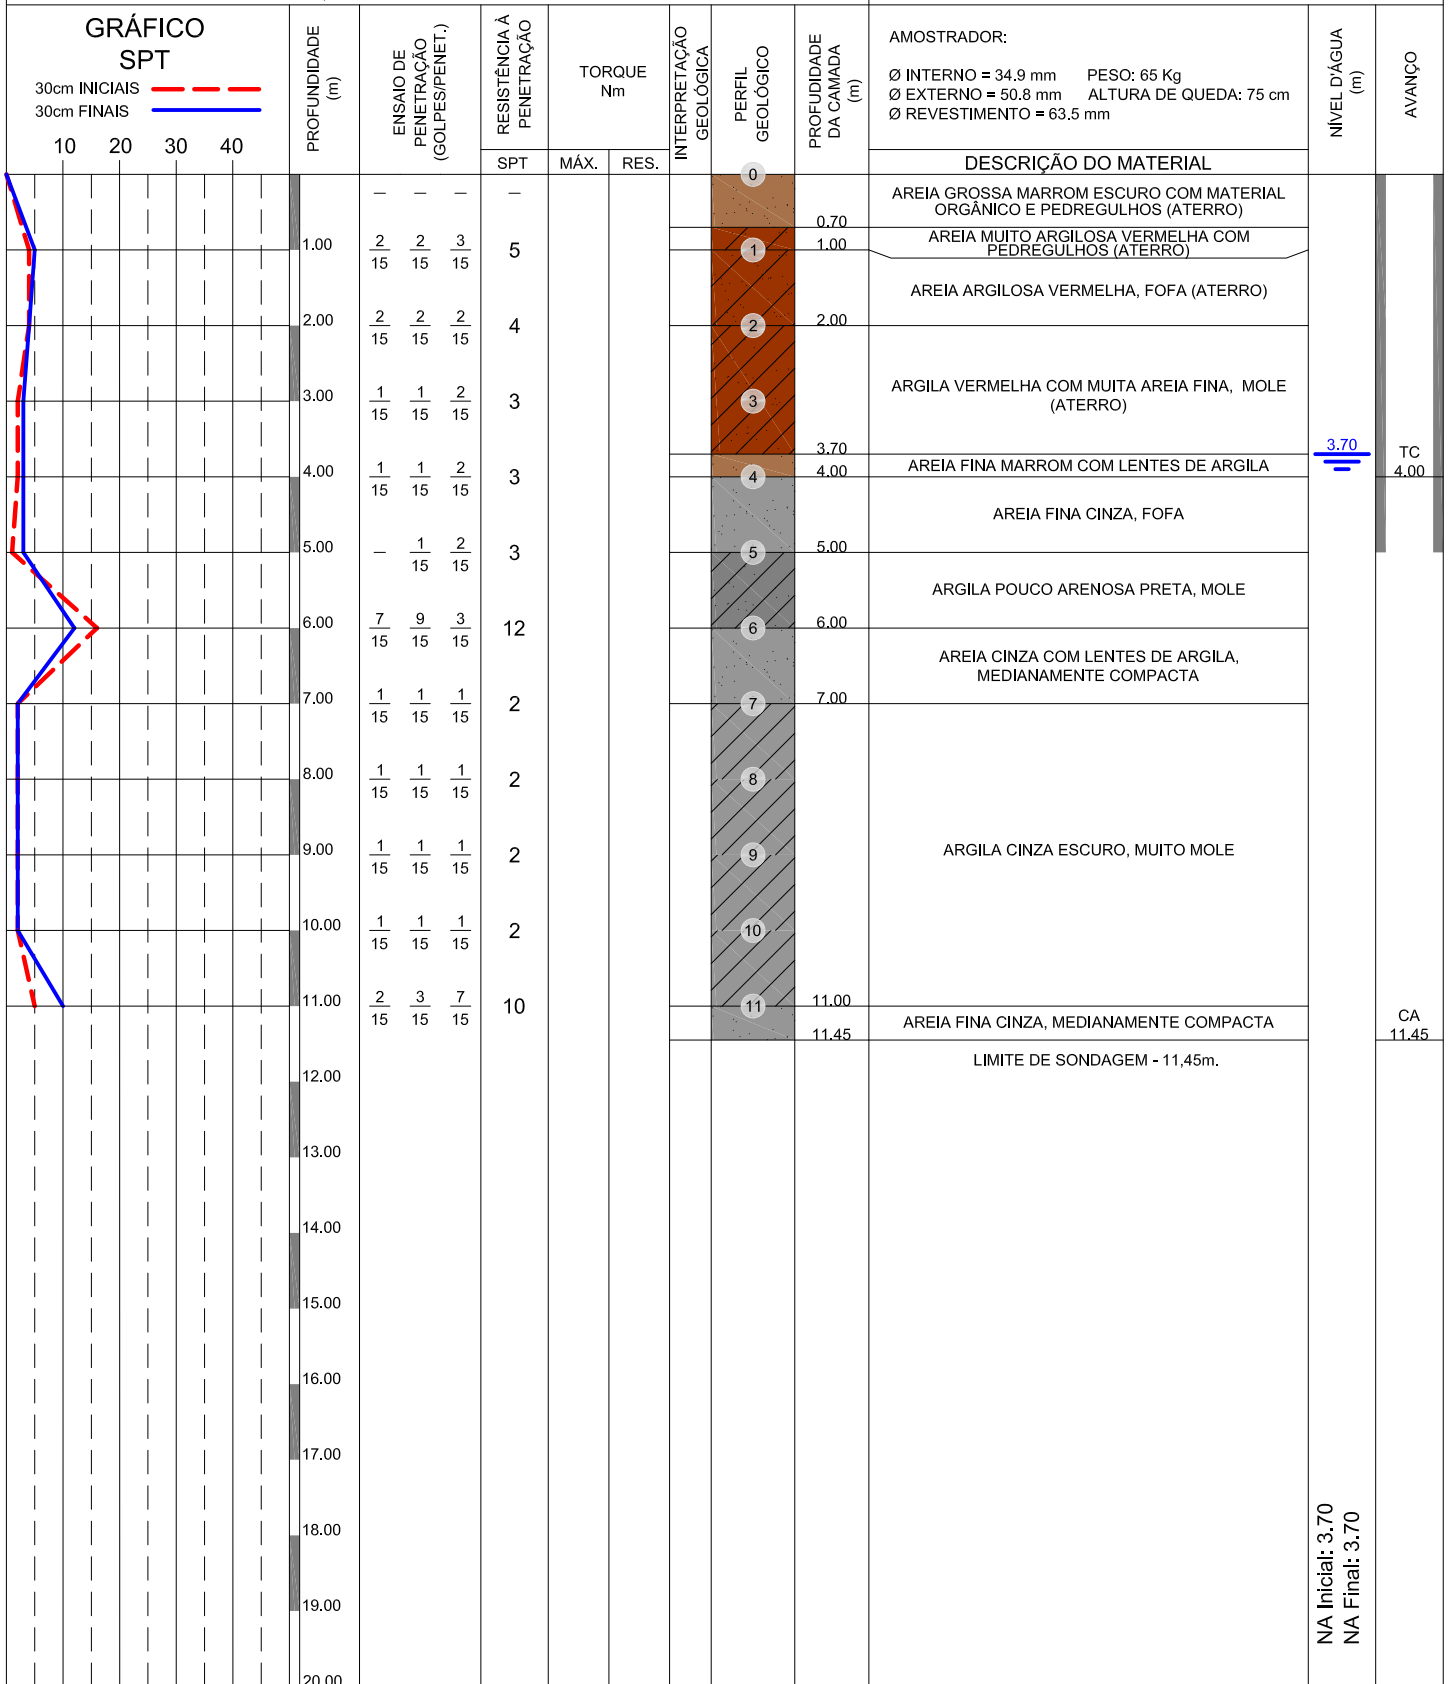 GRÁFICO
SPT
30cm INICIAIS
30cm FINAIS
10 20 30 40
PROFUNDIDADE
(m)
ENSAIO DE
PENETRAÇÃO
(GOLPES/PENET.)
RESISTÊNCIA À
PENETRAÇÃO
SPT
TORQUE
Nm
MÁX. RES.
INTERPRETAÇÃO
GEOLÓGICA
PERFIL
GEOLÓGICO
PROFUDIDADE
DA CAMADA
(m)
AMOSTRADOR:
Ø INTERNO = 34.9 mm PESO: 65 Kg
Ø EXTERNO = 50.8 mm ALTURA DE QUEDA: 75 cm
Ø REVESTIMENTO = 63.5 mm
DESCRIÇÃO DO MATERIAL
NÍVEL D'ÁGUA
(m)
AVANÇO
– – – –
0
AREIA GROSSA MARROM ESCURO COM MATERIAL
ORGÂNICO E PEDREGULHOS (ATERRO)
0.70
1.00 2/15 2/15 3/15 5
1
1.00
AREIA MUITO ARGILOSA VERMELHA COM
PEDREGULHOS (ATERRO)
AREIA ARGILOSA VERMELHA, FOFA (ATERRO)
2.00 2/15 2/15 2/15 4
2
2.00
3.00 1/15 1/15 2/15 3
3
ARGILA VERMELHA COM MUITA AREIA FINA, MOLE
(ATERRO)
3.70
3.70
4.00 1/15 1/15 2/15 3
4
4.00
AREIA FINA MARROM COM LENTES DE ARGILA
TC
4.00
AREIA FINA CINZA, FOFA
5.00 – 1/15 2/15 3
5
5.00
ARGILA POUCO ARENOSA PRETA, MOLE
6.00 7/15 9/15 3/15 12
6
6.00
AREIA CINZA COM LENTES DE ARGILA,
MEDIANAMENTE COMPACTA
7.00 1/15 1/15 1/15 2
7
7.00
8.00 1/15 1/15 1/15 2
8
9.00 1/15 1/15 1/15 2
9
ARGILA CINZA ESCURO, MUITO MOLE
10.00 1/15 1/15 1/15 2
10
11.00 2/15 3/15 7/15 10
11
11.00
AREIA FINA CINZA, MEDIANAMENTE COMPACTA
11.45
CA
11.45
LIMITE DE SONDAGEM - 11,45m.
12.00
13.00
14.00
15.00
16.00
17.00
18.00
19.00
20.00
NA Inicial: 3.70
NA Final: 3.70